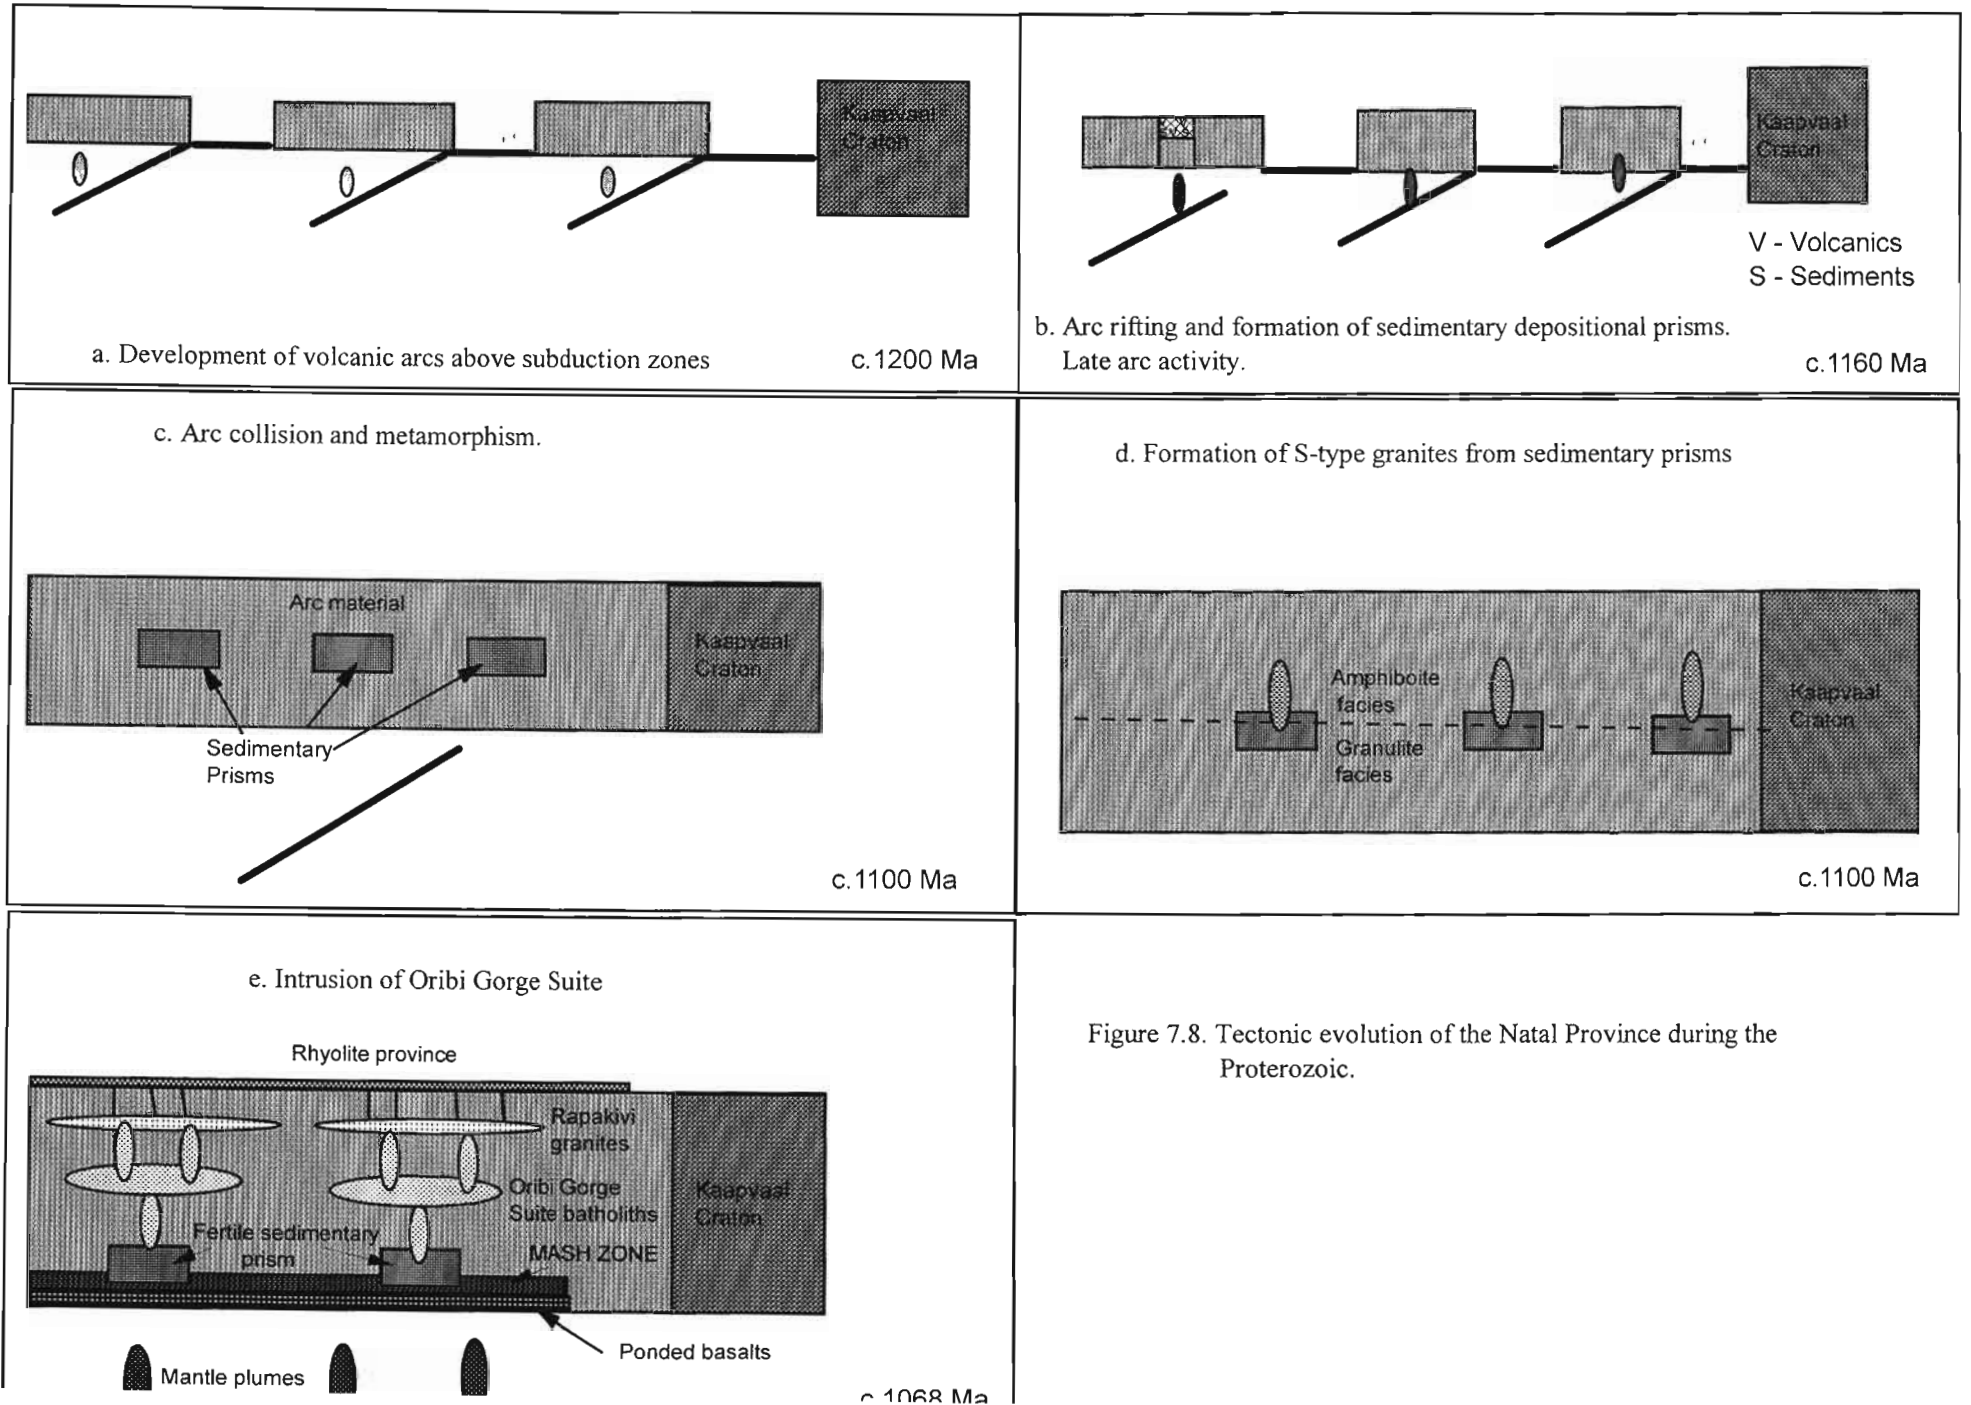 Kaapvaal
Craton
a. Development of volcanic arcs above subduction zones
c.1200 Ma
V
S
Kaapvaal
Craton
V - Volcanics
S - Sediments
b. Arc rifting and formation of sedimentary depositional prisms.
Late arc activity.
c.1160 Ma
c. Arc collision and metamorphism.
Arc material
Kaapvaal
Craton
Sedimentary
Prisms
c.1100 Ma
d. Formation of S-type granites from sedimentary prisms
Amphiboite
facies
Granulite
facies
Kaapvaal
Craton
c.1100 Ma
e. Intrusion of Oribi Gorge Suite
Rhyolite province
Rapakivi
granites
Oribi Gorge
Suite batholiths
Kaapvaal
Craton
Fertile sedimentary
prism
MASH ZONE
Ponded basalts
Mantle plumes
c.1068 Ma
Figure 7.8. Tectonic evolution of the Natal Province during the
Proterozoic.